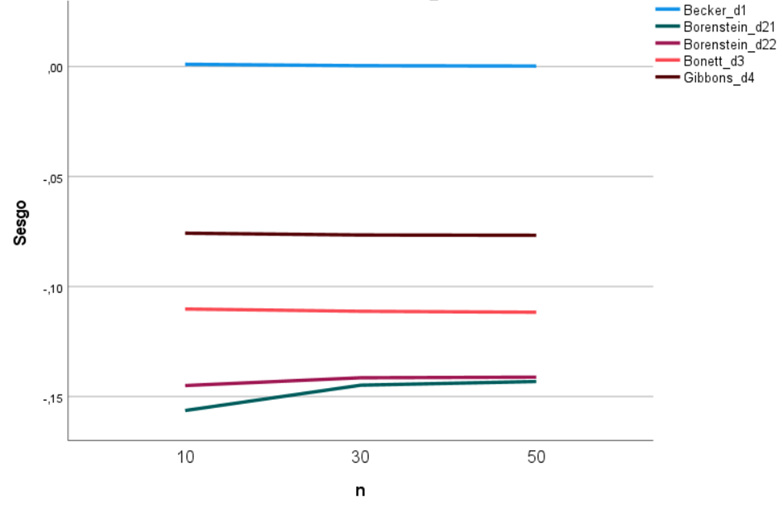 Becker_d1
Borenstein_d21
Borenstein_d22
Bonett_d3
Gibbons_d4
,00
-,05
-,10
-,15
Sesgo
10 30 50
n